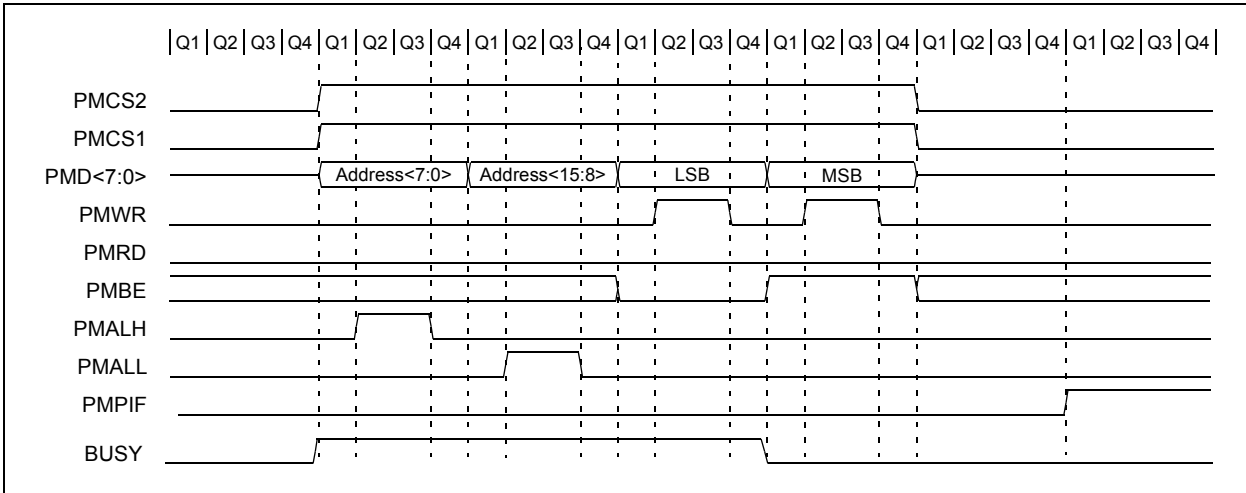 Q1 Q2 Q3 Q4 Q1 Q2 Q3 Q4 Q1 Q2 Q3 Q4 Q1 Q2 Q3 Q4 Q1 Q2 Q3 Q4 Q1 Q2 Q3 Q4 Q1 Q2 Q3 Q4
PMCS2
PMCS1
PMD<7:0> Address<7:0> Address<15:8> LSB MSB
PMWR
PMRD
PMBE
PMALH
PMALL
PMPIF
BUSY